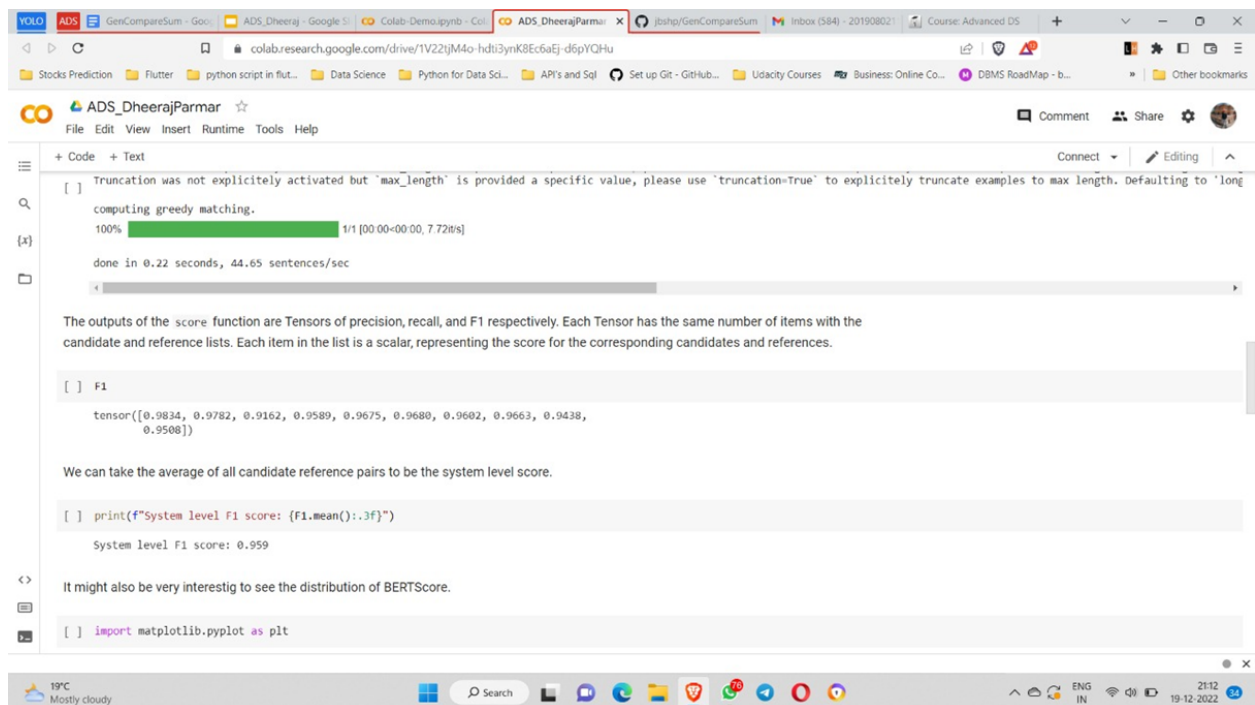 YOLO ADS GenCompareSum - Goo ADS_Dheeraj - Google S Colab-Demo.ipynb - Col ADS_DheerajParmar jbshp/GenCompareSum Inbox (584) - 201908021 Course: Advanced DS
colab.research.google.com/drive/1V22tjM4o-hdti3ynK8Ec6aEj-d6pYQHu
Stocks Prediction Flutter python script in flut... Data Science Python for Data Sci... API's and Sql Set up Git - GitHub... Udacity Courses Business: Online Co... DBMS RoadMap - b... » Other bookmarks
CO ADS_DheerajParmar
File Edit View Insert Runtime Tools Help
Comment Share
+ Code + Text Connect Editing
[ ] Truncation was not explicitely activated but `max_length` is provided a specific value, please use `truncation=True` to explicitely truncate examples to max length. Defaulting to 'long
computing greedy matching.
100% 1/1 [00:00<00:00, 7.72it/s]
done in 0.22 seconds, 44.65 sentences/sec
{x}
The outputs of the score function are Tensors of precision, recall, and F1 respectively. Each Tensor has the same number of items with the
candidate and reference lists. Each item in the list is a scalar, representing the score for the corresponding candidates and references.
[ ] F1
tensor([0.9834, 0.9782, 0.9162, 0.9589, 0.9675, 0.9680, 0.9602, 0.9663, 0.9438,
0.9508])
We can take the average of all candidate reference pairs to be the system level score.
[ ] print(f"System level F1 score: {F1.mean():.3f}")
System level F1 score: 0.959
It might also be very interestig to see the distribution of BERTScore.
[ ] import matplotlib.pyplot as plt
19°C
Mostly cloudy
Search
76
ENG
IN
21:12
19-12-2022
34